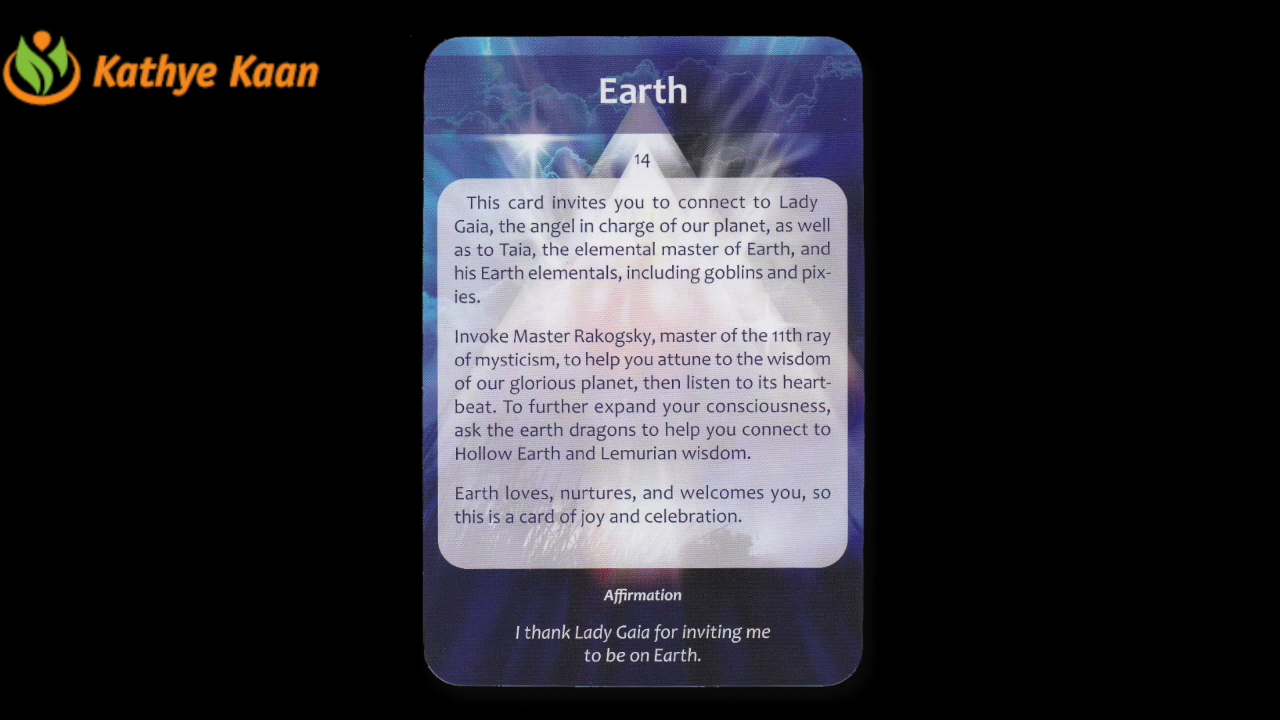 Kathye Kaan
Earth
14
This card invites you to connect to Lady
Gaia, the angel in charge of our planet, as well
as to Taia, the elemental master of Earth, and
his Earth elementals, including goblins and pix-
ies.
Invoke Master Rakogsky, master of the 11th ray
of mysticism, to help you attune to the wisdom
of our glorious planet, then listen to its heart-
beat. To further expand your consciousness,
ask the earth dragons to help you connect to
Hollow Earth and Lemurian wisdom.
Earth loves, nurtures, and welcomes you, so
this is a card of joy and celebration.
Affirmation
I thank Lady Gaia for inviting me
to be on Earth.